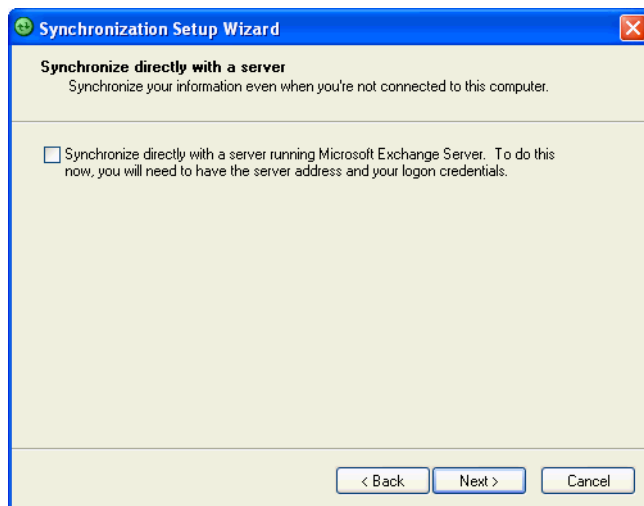 Synchronization Setup Wizard
Synchronize directly with a server
Synchronize your information even when you're not connected to this computer.
Synchronize directly with a server running Microsoft Exchange Server.  To do this
now, you will need to have the server address and your logon credentials.
< Back
Next >
Cancel